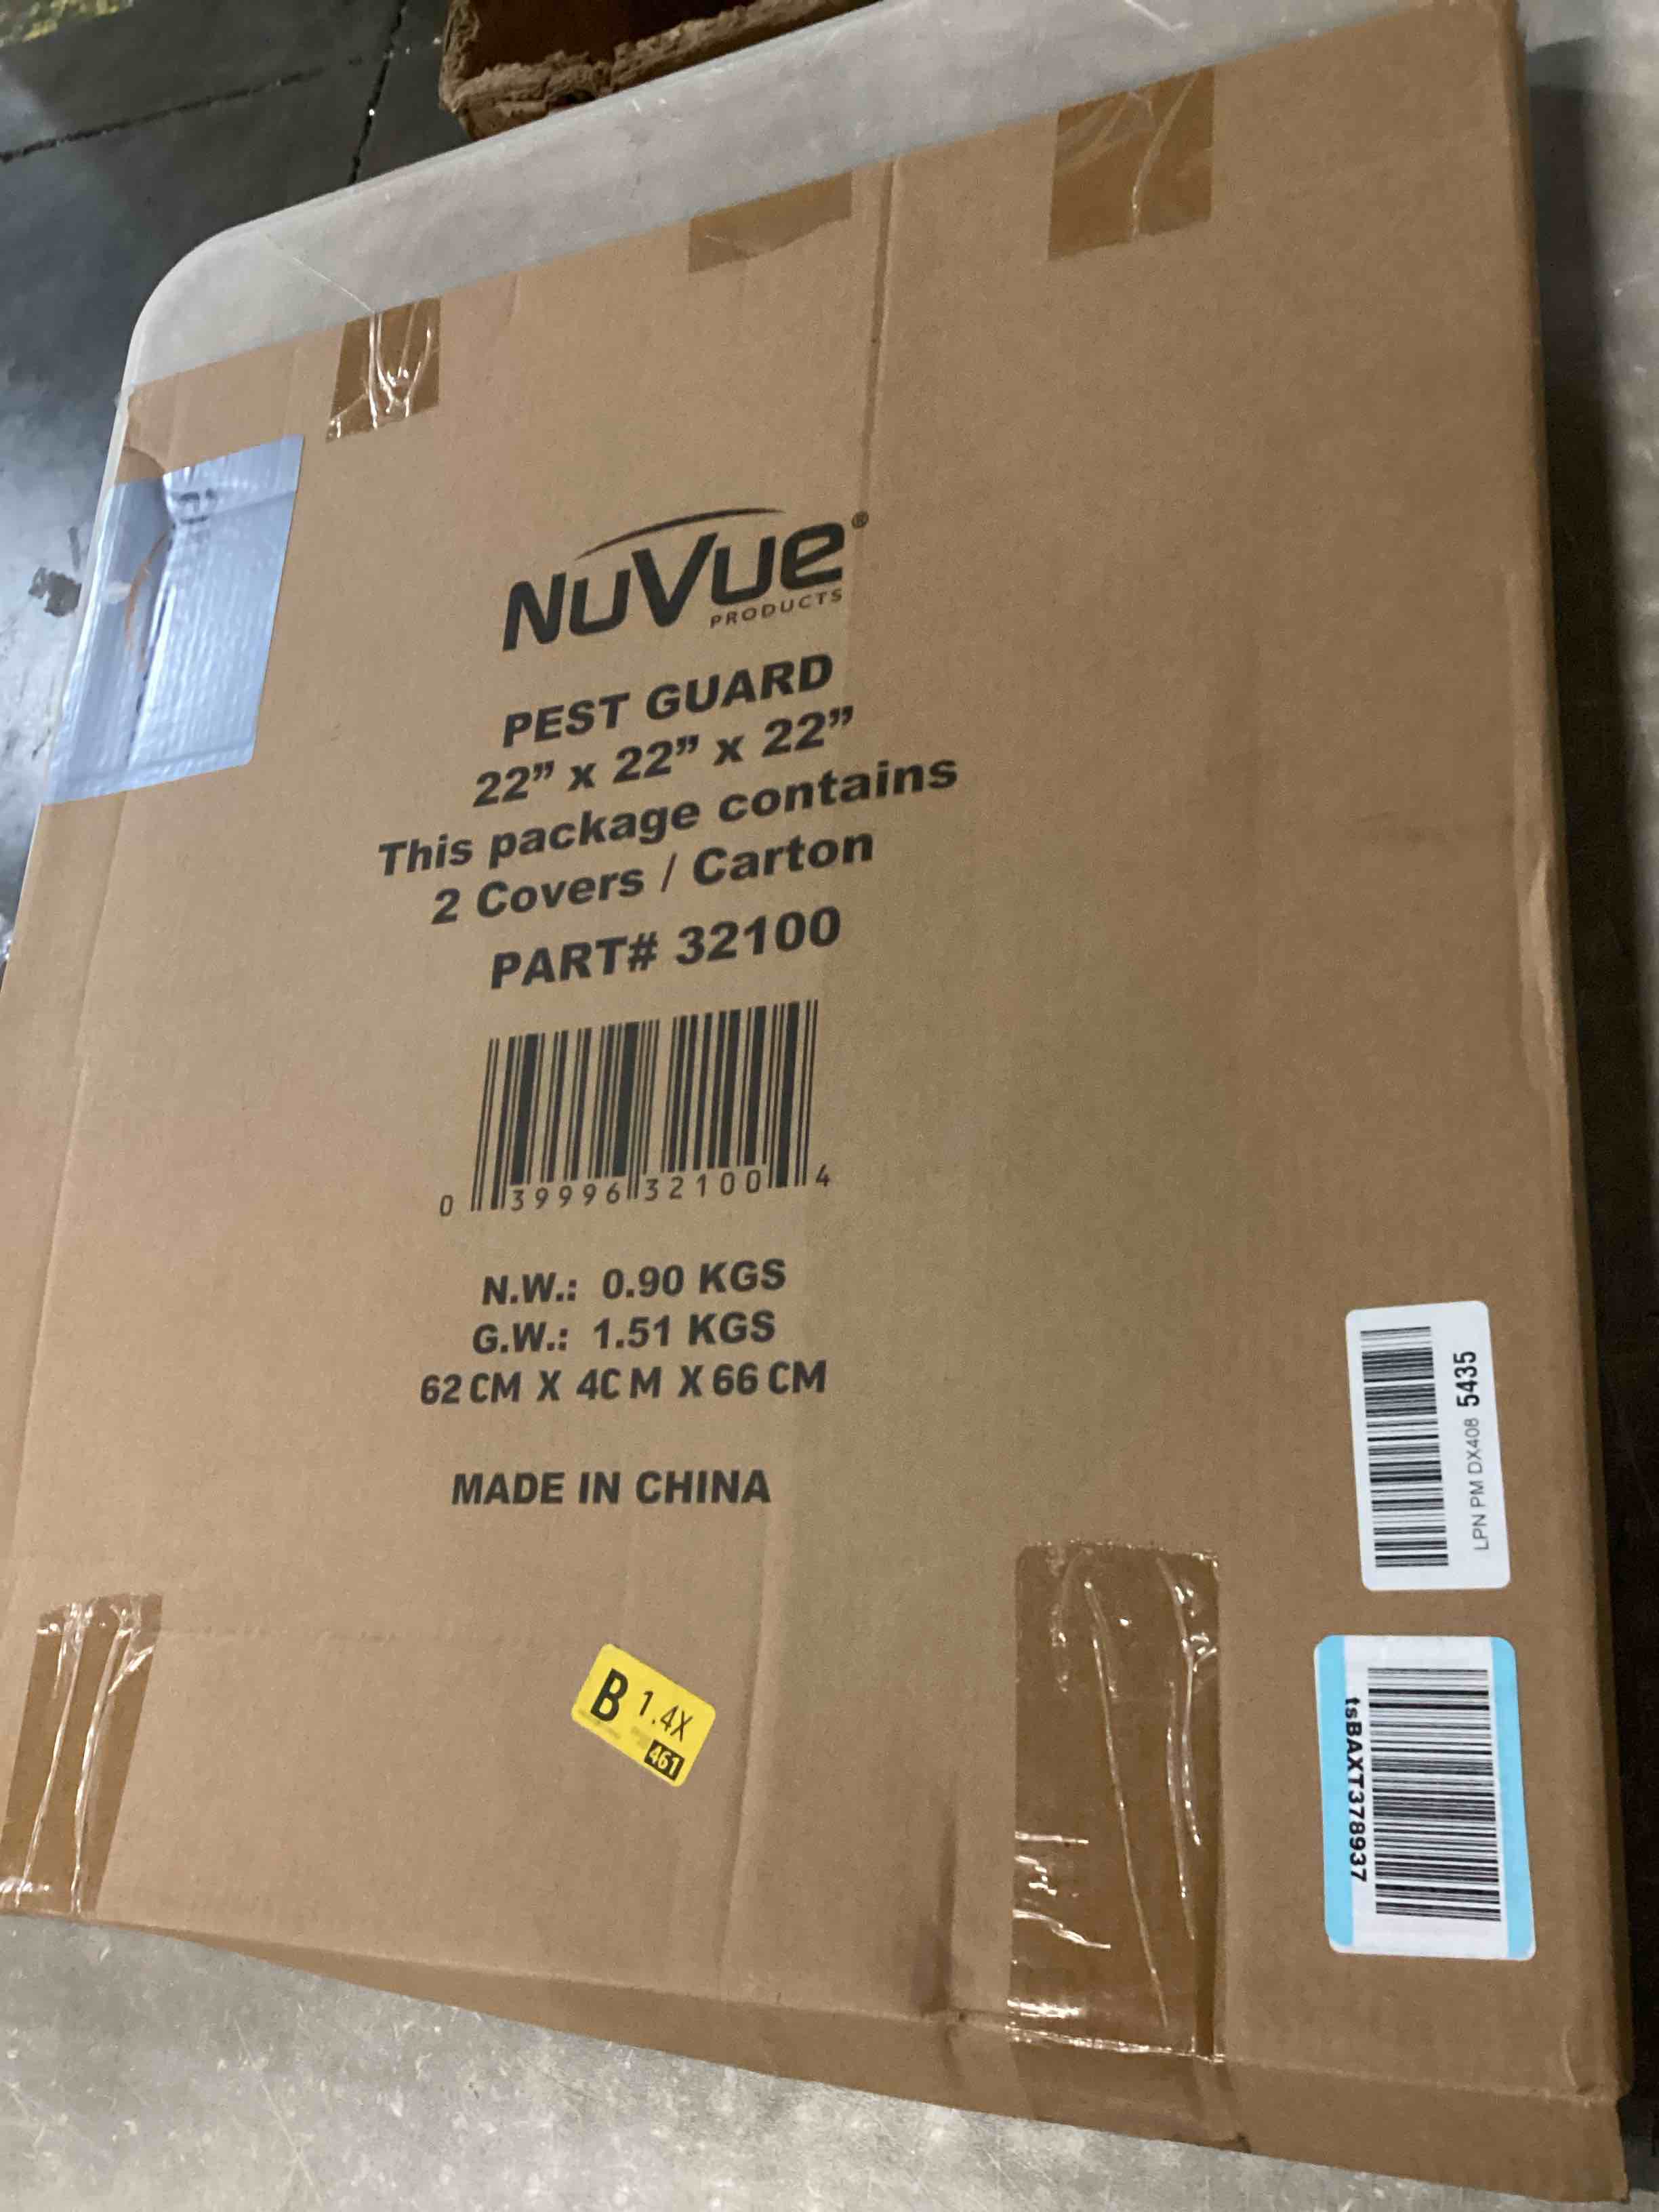 NuVue®
PRODUCTS
PEST GUARD
22” x 22” x 22”
This package contains
2 Covers / Carton
PART# 32100
0 39996 32100 4
N.W.: 0.90 KGS
G.W.: 1.51 KGS
62 CM X 4CM X 66 CM
MADE IN CHINA
LPN PM DX408 5435
tsBAXT378937
B 1.4X
461